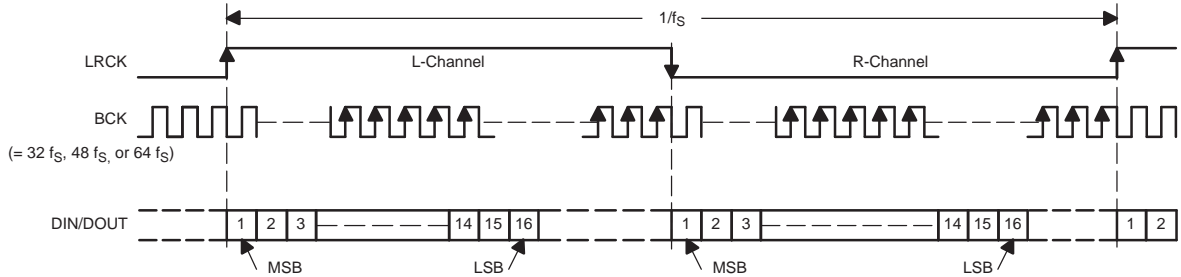 1/fS
LRCK
L-Channel
R-Channel
BCK
(= 32 fS, 48 fS, or 64 fS)
DIN/DOUT
1 2 3 14 15 16 1 2 3 14 15 16 1 2
MSB LSB MSB LSB